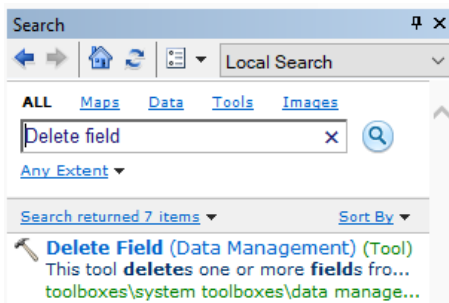 Search
Local Search
ALL Maps Data Tools Images
Delete field
Any Extent
Search returned 7 items Sort By
Delete Field (Data Management) (Tool)
This tool deletes one or more fields fro...
toolboxes\system toolboxes\data manage...